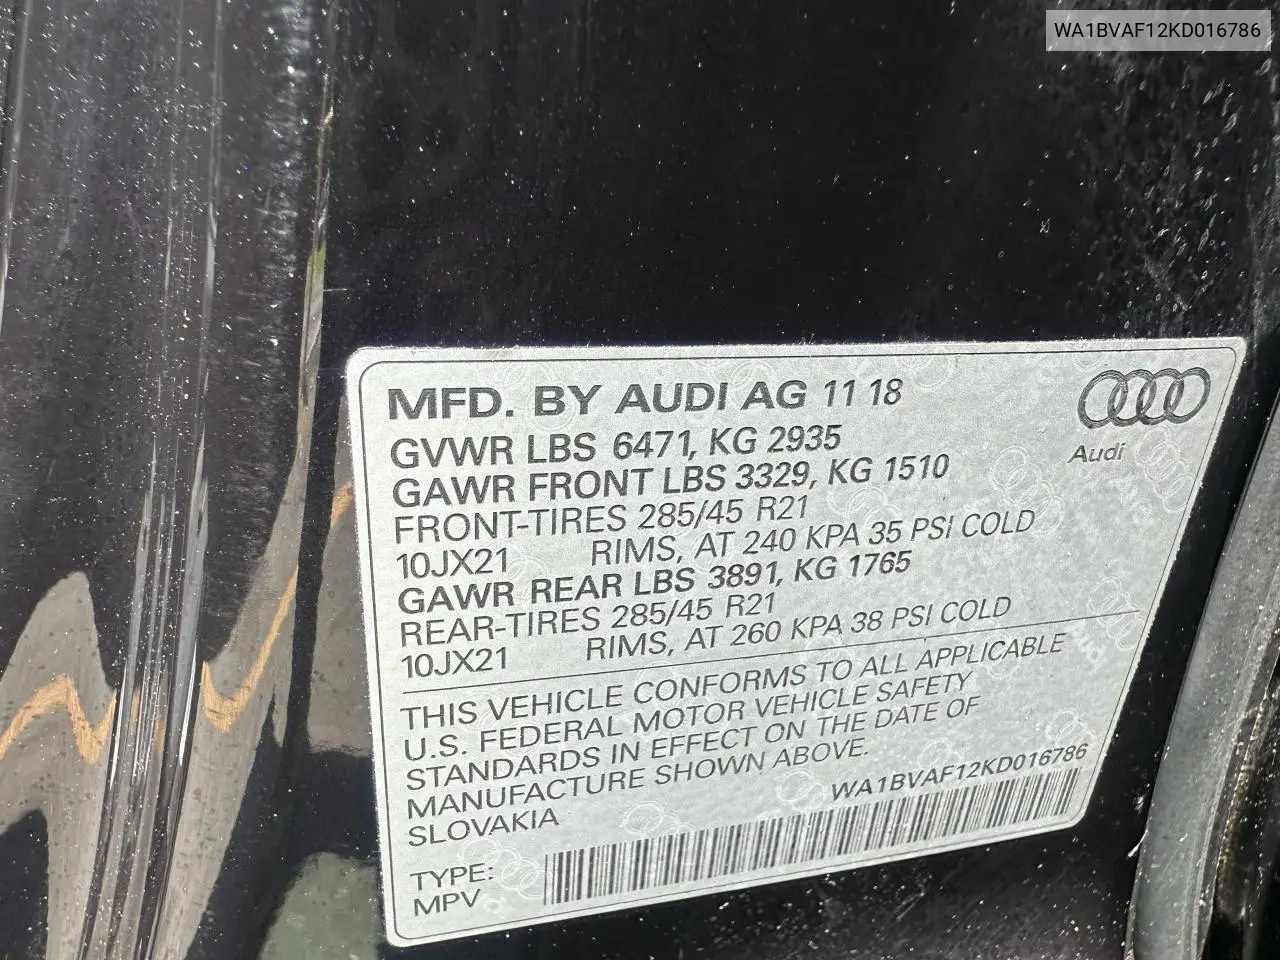 WA1BVAF12KD016786
MFD. BY AUDI AG 11 18
GVWR LBS 6471, KG 2935
GAWR FRONT LBS 3329, KG 1510
FRONT-TIRES 285/45 R21
10JX21 RIMS, AT 240 KPA 35 PSI COLD
GAWR REAR LBS 3891, KG 1765
REAR-TIRES 285/45 R21
10JX21 RIMS, AT 260 KPA 38 PSI COLD
Audi
THIS VEHICLE CONFORMS TO ALL APPLICABLE
U.S. FEDERAL MOTOR VEHICLE SAFETY
STANDARDS IN EFFECT ON THE DATE OF
MANUFACTURE SHOWN ABOVE.
SLOVAKIA
WA1BVAF12KD016786
TYPE:
MPV